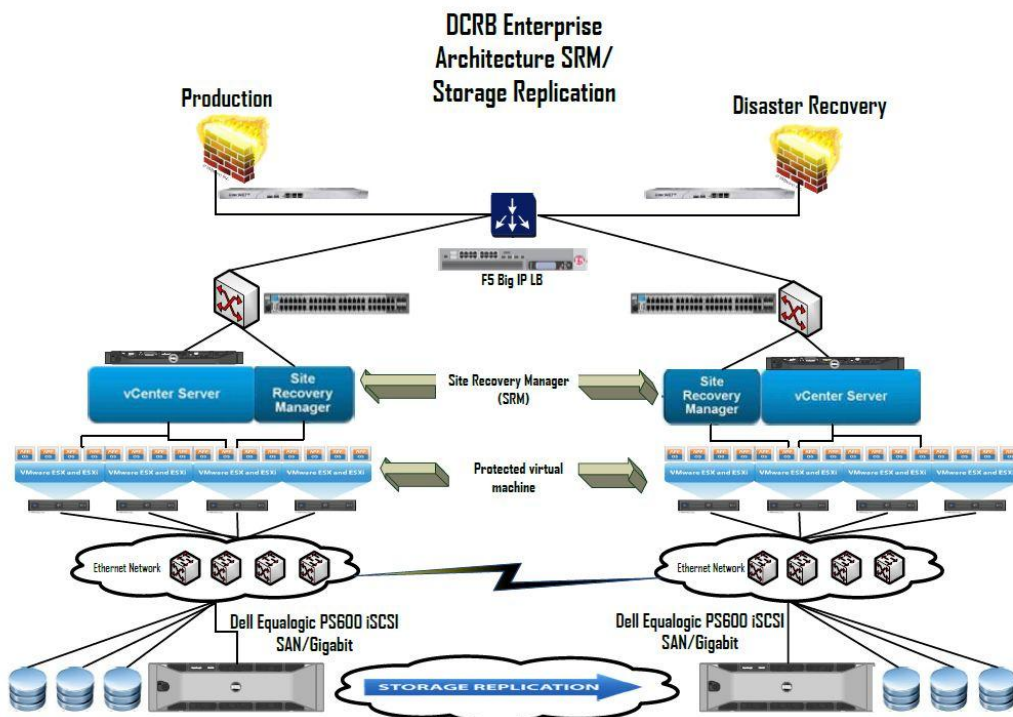 DCRB Enterprise
Architecture SRM/
Storage Replication
Production
Disaster Recovery
F5 Big IP LB
vCenter Server
Site
Recovery
Manager
Site Recovery Manager
(SRM)
Site
Recovery
Manager
vCenter Server
VMware ESX and ESXi
VMware ESX and ESXi
VMware ESX and ESXi
VMware ESX and ESXi
Protected virtual
machine
VMware ESX and ESXi
VMware ESX and ESXi
VMware ESX and ESXi
VMware ESX and ESXi
Ethernet Network
Ethernet Network
Dell Equalogic PS600 iSCSI
SAN/Gigabit
Dell Equalogic PS600 iSCSI
SAN/Gigabit
STORAGE REPLICATION